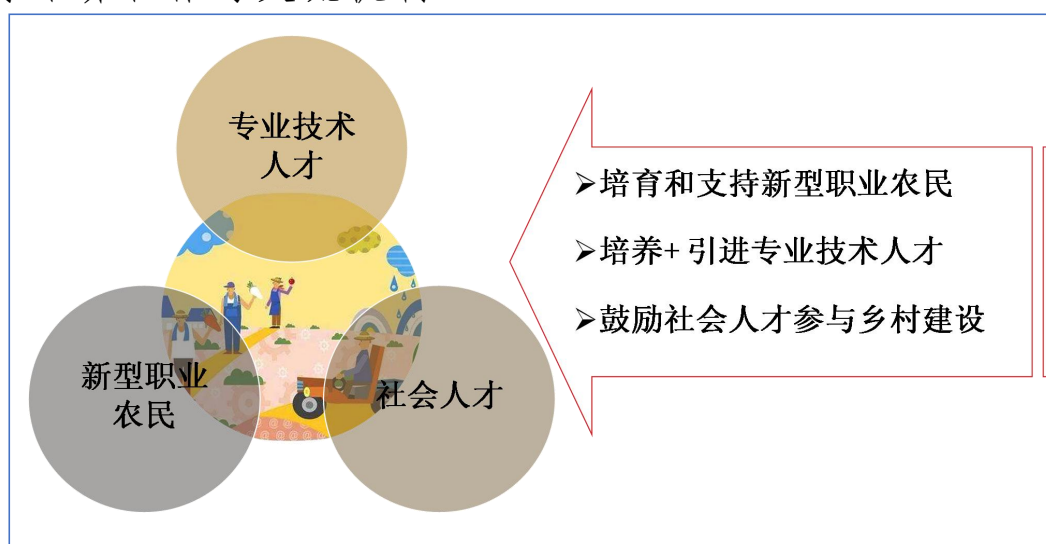 专业技术
人才
新型职业
农民
社会人才
➢培育和支持新型职业农民
➢培养+引进专业技术人才
➢鼓励社会人才参与乡村建设